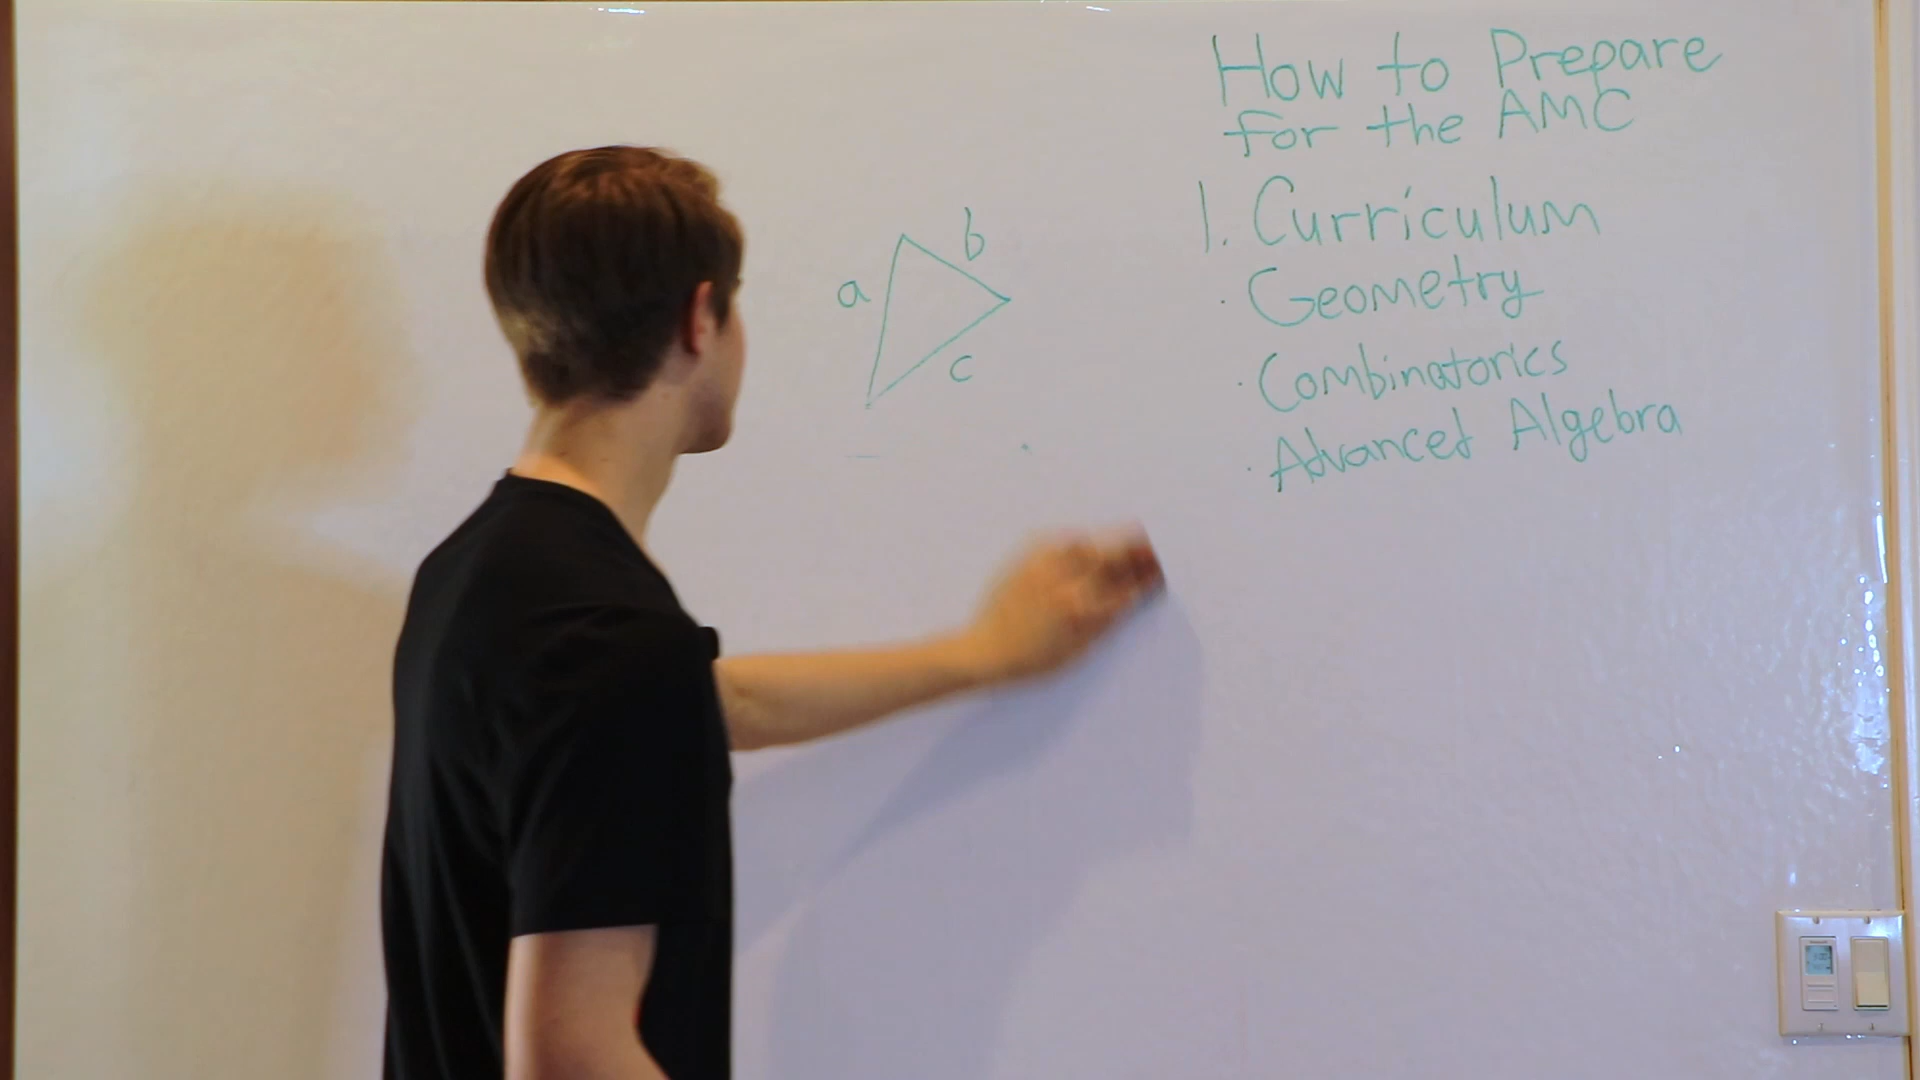 How to Prepare
for the AMC
1. Curriculum
· Geometry
· Combinatorics
· Advanced Algebra
a
b
c